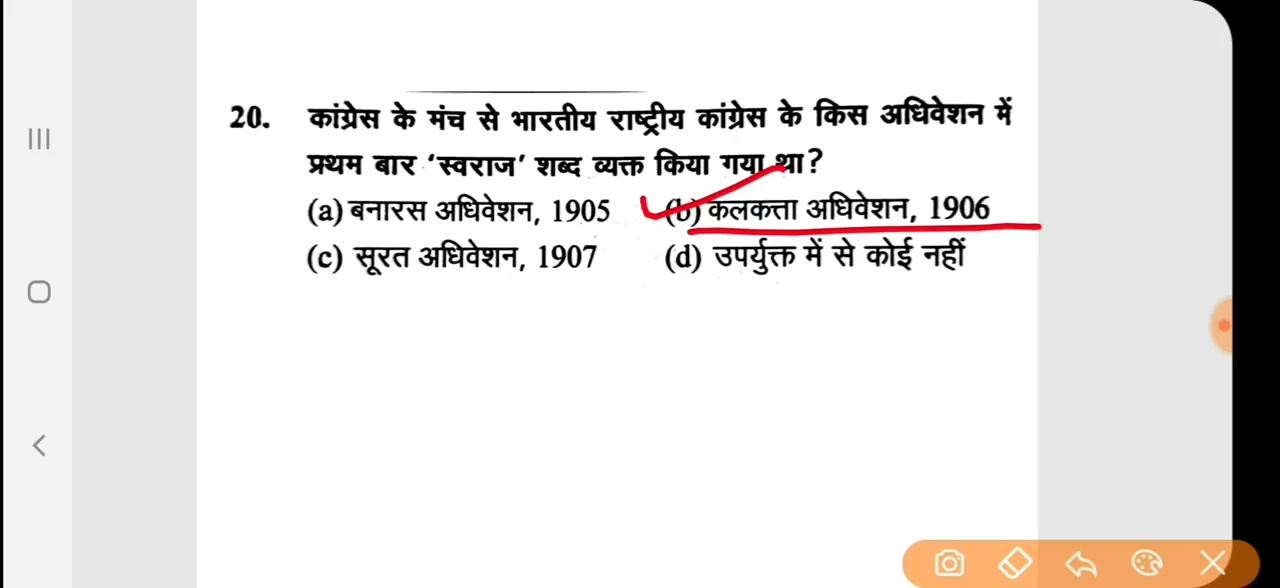 20. कांग्रेस के मंच से भारतीय राष्ट्रीय कांग्रेस के किस अधिवेशन में
प्रथम बार 'स्वराज' शब्द व्यक्त किया गया था?
(a) बनारस अधिवेशन, 1905 (b) कलकत्ता अधिवेशन, 1906
(c) सूरत अधिवेशन, 1907 (d) उपर्युक्त में से कोई नहीं